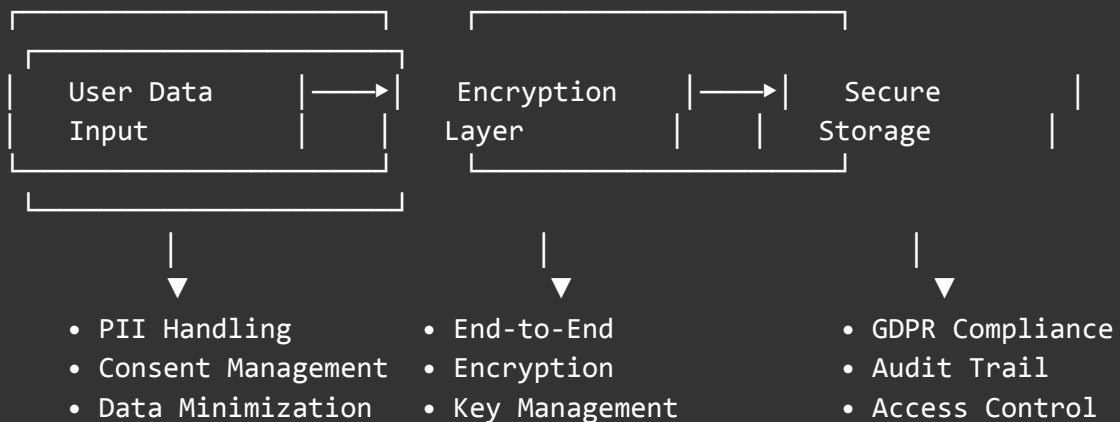 User Data Encryption Secure
Input Layer Storage
• PII Handling • End-to-End • GDPR Compliance
• Consent Management • Encryption • Audit Trail
• Data Minimization • Key Management • Access Control